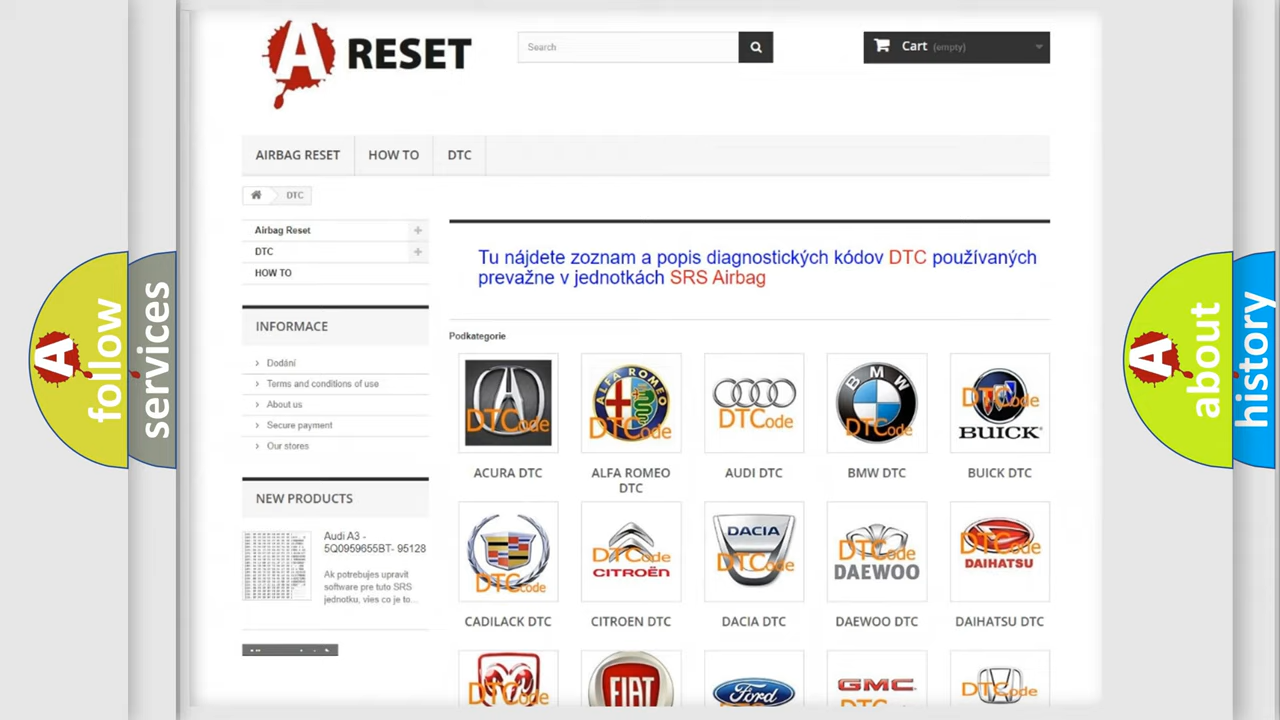 A RESET
Search
Cart (empty)
AIRBAG RESET
HOW TO
DTC
DTC
Airbag Reset
DTC
HOW TO
Tu nájdete zoznam a popis diagnostických kódov DTC používaných
prevažne v jednotkách SRS Airbag
INFORMACE
Dodání
Terms and conditions of use
About us
Secure payment
Our stores
NEW PRODUCTS
Audi A3 -
5Q0959655BT- 95128
Ak potrebujes upravit
software pre tuto SRS
jednotku, vies co je to...
Podkategorie
DTCode
ALFA ROMEO
DTCode
DTCode
BMW
DTCode
DTCode
BUICK
ACURA DTC
ALFA ROMEO
DTC
AUDI DTC
BMW DTC
BUICK DTC
DTCode
DTCode
CITROËN
DACIA
DTCode
DTCode
DAEWOO
DTCode
DAIHATSU
CADILACK DTC
CITROEN DTC
DACIA DTC
DAEWOO DTC
DAIHATSU DTC
DTCode
FIAT
Ford
GMC
DTCode
A follow
services
A about
history